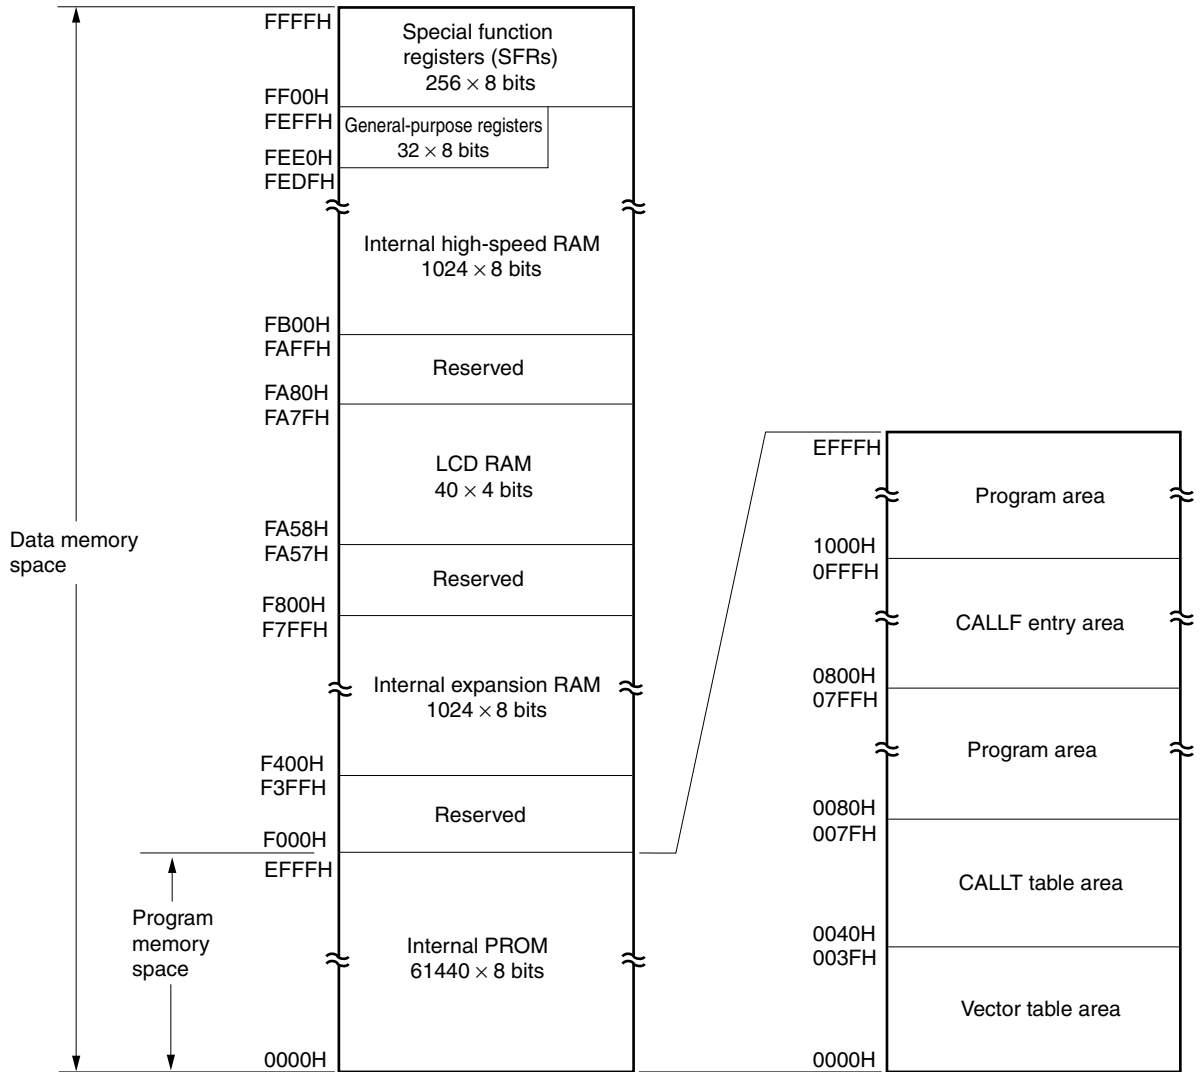 FFFFH
Special function
registers (SFRs)
256 × 8 bits
FF00H
FEFFH
General-purpose registers
32 × 8 bits
FEE0H
FEDFH
Internal high-speed RAM
1024 × 8 bits
FB00H
FAFFH
Reserved
FA80H
FA7FH
LCD RAM
40 × 4 bits
FA58H
FA57H
Reserved
F800H
F7FFH
Internal expansion RAM
1024 × 8 bits
F400H
F3FFH
Reserved
F000H
EFFFH
Internal PROM
61440 × 8 bits
0000H
Data memory
space
Program
memory
space
EFFFH
Program area
1000H
0FFFH
CALLF entry area
0800H
07FFH
Program area
0080H
007FH
CALLT table area
0040H
003FH
Vector table area
0000H